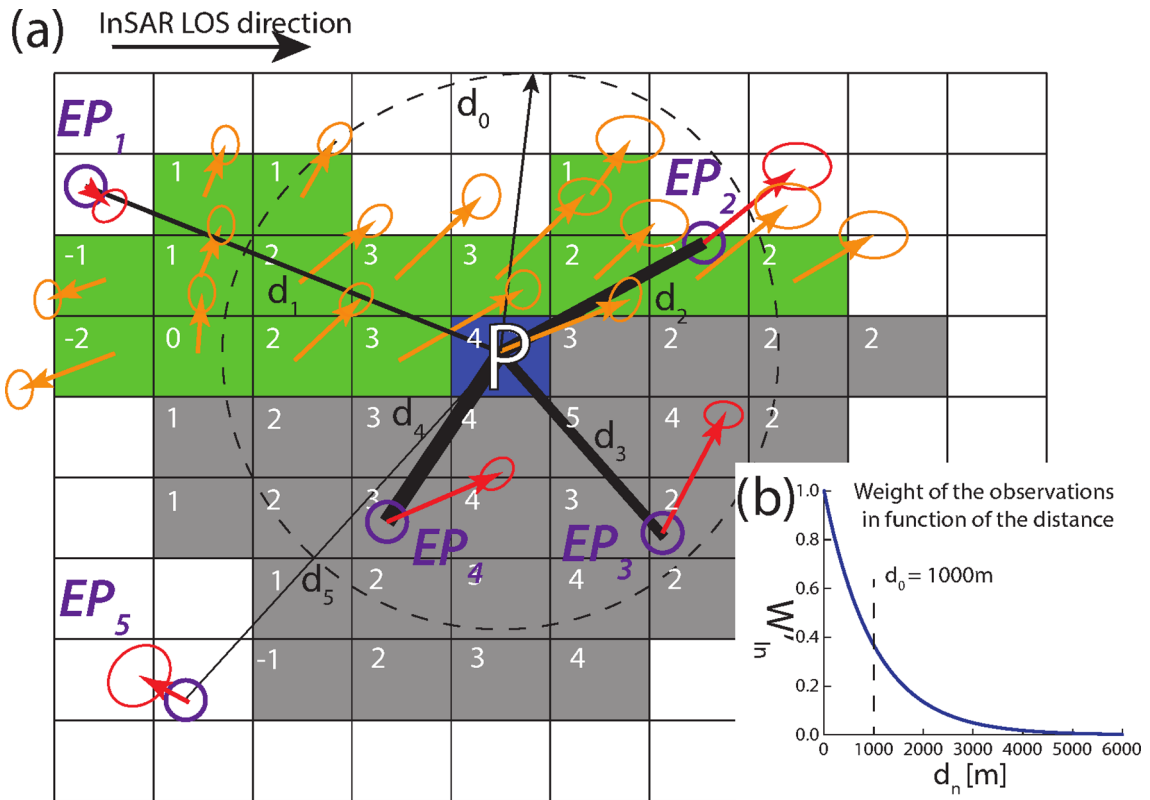 (a)
InSAR LOS direction
d0
EP1
1 1 1
EP2
-1 1 2 3 3 2 2 2
d1 d2
-2 0 2 3 4 P 3 2 2 2
1 2 3 d4 4 5 d3 4 2
1 2 3 4 3 2
EP4 EP3
EP5
d5
1 2 3 4 2
-1 2 3 4
(b)
Weight of the observations
in function of the distance
d0 = 1000m
W'ln
1.0
0.8
0.6
0.4
0.2
0.0
0 1000 2000 3000 4000 5000 6000
dn [m]